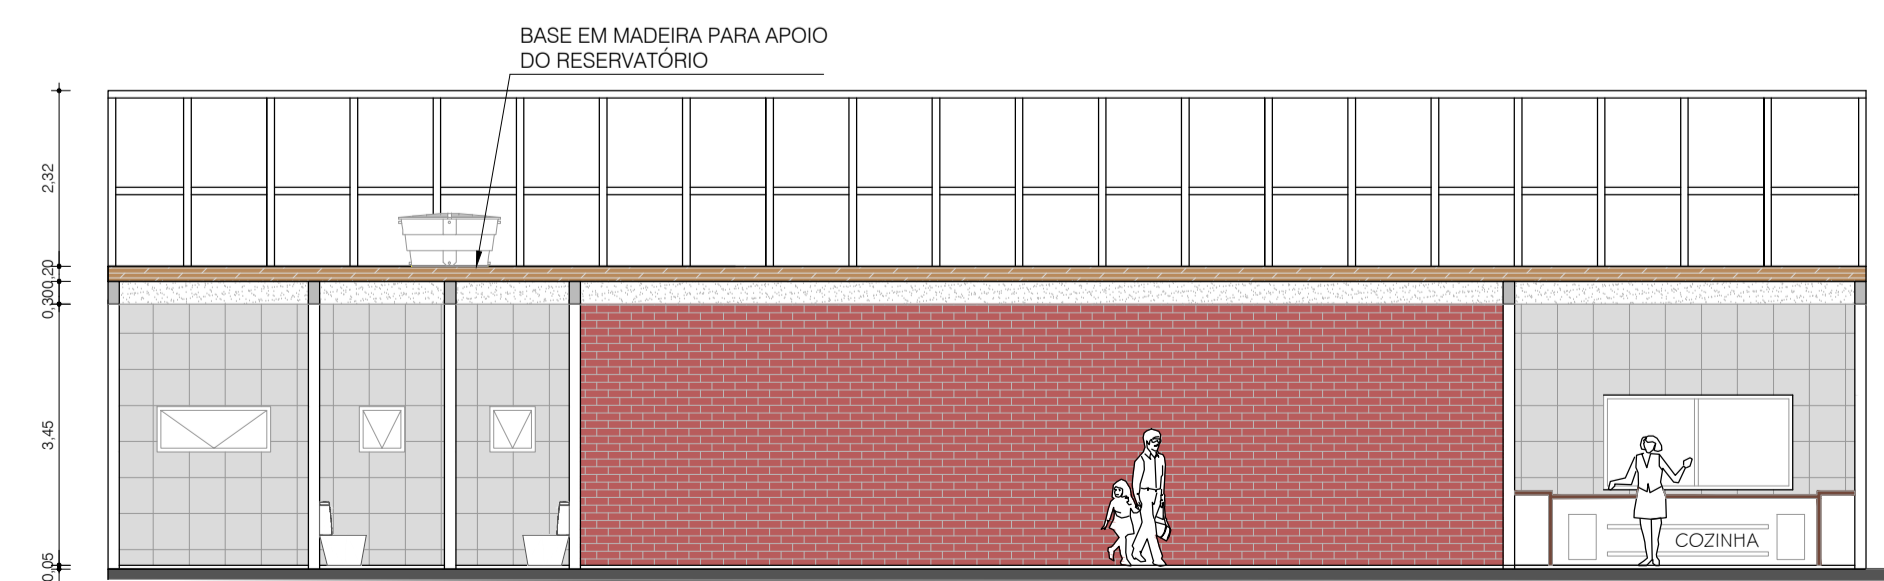 BASE EM MADEIRA PARA APOIO
DO RESERVATÓRIO
2,32
0,20
0,30
3,45
0,05
COZINHA